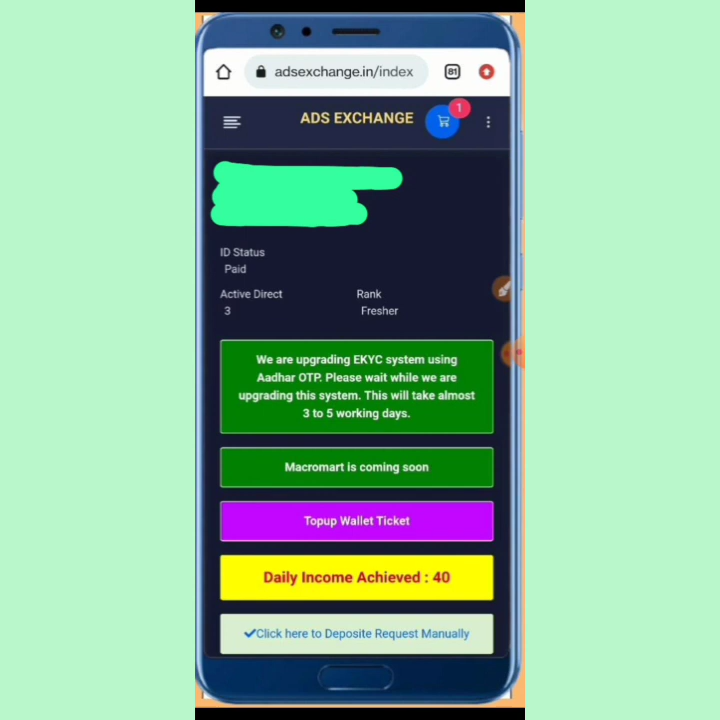 adsexchange.in/index
81
ADS EXCHANGE
1
ID Status
Paid
Active Direct
Rank
3
Fresher
We are upgrading EKYC system using
Aadhar OTP. Please wait while we are
upgrading this system. This will take almost
3 to 5 working days.
Macromart is coming soon
Topup Wallet Ticket
Daily Income Achieved : 40
Click here to Deposite Request Manually